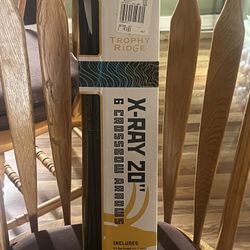 TROPHY
RIDGE
X-RAY 20"
6 CROSSBOW ARROWS
INCLUDES: